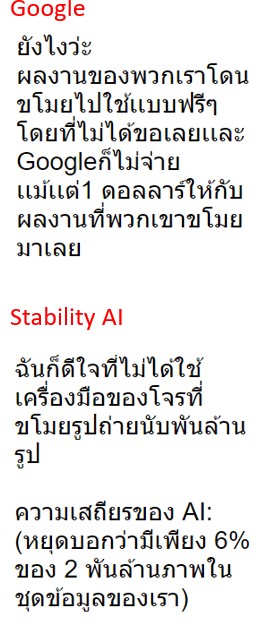 Google
ยังไงว่ะ
ผลงานของพวกเราโดน
ขโมยไปใช้แบบฟรีๆ
โดยที่ไม่ได้ขอเลยและ
Googleก็ไม่จ่าย
แม้แต่1 ดอลลาร์ให้กับ
ผลงานที่พวกเขาขโมย
มาเลย
Stability AI
ฉันก็ดีใจที่ไม่ได้ใช้
เครื่องมือของโจรที่
ขโมยรูปถ่ายนับพันล้าน
รูป
ความเสถียรของ AI:
(หยุดบอกว่ามีเพียง 6%
ของ 2 พันล้านภาพใน
ชุดข้อมูลของเรา)